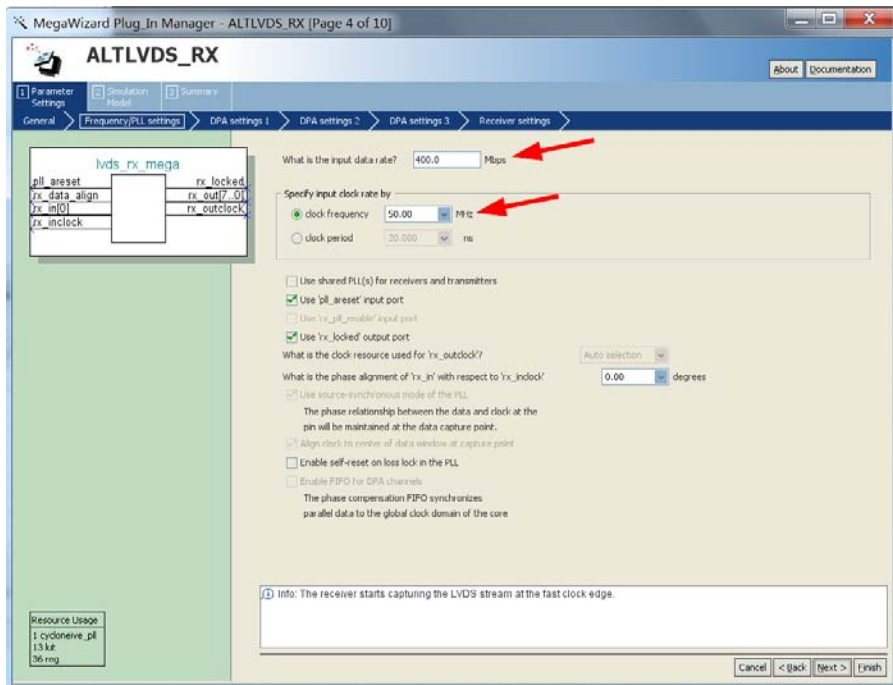 MegaWizard Plug_In Manager - ALTLVDS_RX [Page 4 of 10]
ALTLVDS_RX
About Documentation
1 Parameter Settings 2 Simulation Model 3 Summary
General Frequency/PLL settings DPA settings 1 DPA settings 2 DPA settings 3 Receiver settings
lvds_rx_mega
pll_areset rx_locked
rx_data_align rx_out[7..0]
rx_in[0] rx_outclock
rx_inclock
What is the input data rate? 400.0 Mbps
Specify input clock rate by
clock frequency 50.00 MHz
clock period 20.000 ns
Use shared PLL(s) for receivers and transmitters
Use 'pll_areset' input port
Use 'rx_pll_enable' input port
Use 'rx_locked' output port
What is the clock resource used for 'rx_outclock'? Auto selection
What is the phase alignment of 'rx_in' with respect to 'rx_inclock' 0.00 degrees
Use source-synchronous mode of the PLL
The phase relationship between the data and clock at the
pin will be maintained at the data capture point.
Align clock to center of data window at capture point
Enable self-reset on loss lock in the PLL
Enable FIFO for DPA channels
The phase compensation FIFO synchronizes
parallel data to the global clock domain of the core
Info: The receiver starts capturing the LVDS stream at the fast clock edge.
Resource Usage
1 cycloneive_pll
13 lut
36 reg
Cancel < Back Next > Finish